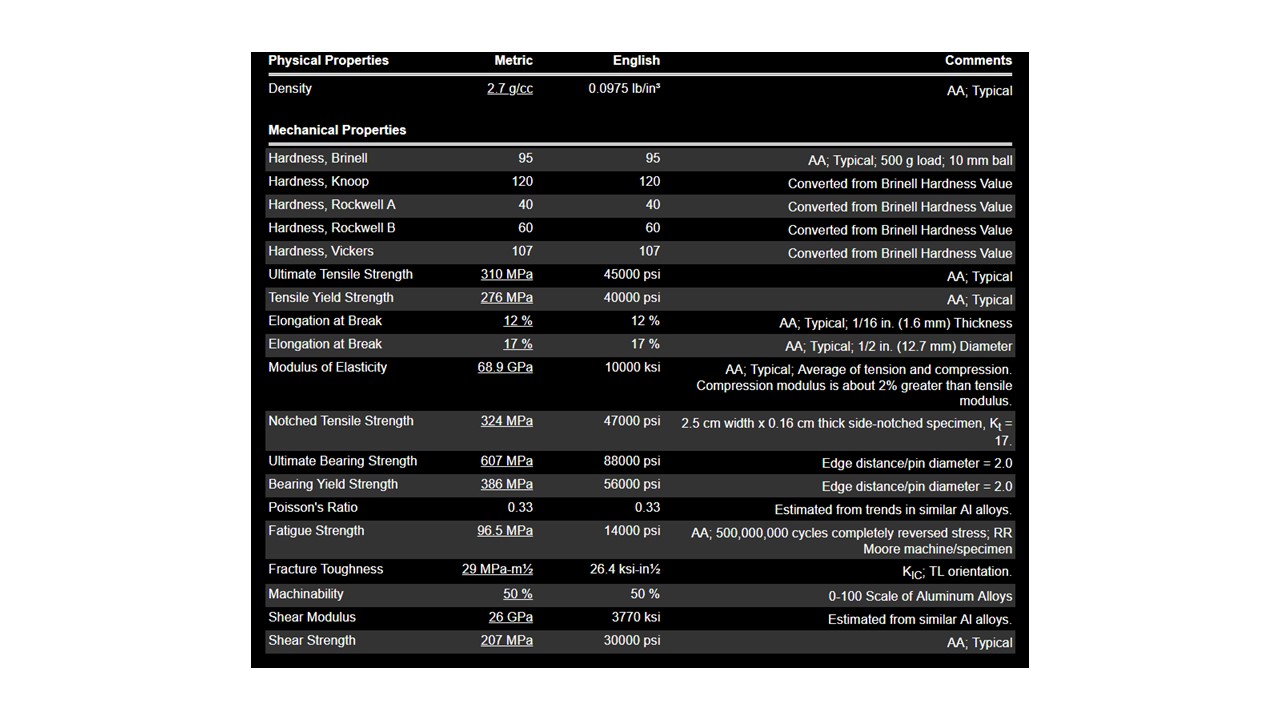 Physical Properties Metric English Comments
Density 2.7 g/cc 0.0975 lb/in³ AA; Typical
Mechanical Properties
Hardness, Brinell 95 95 AA; Typical; 500 g load; 10 mm ball
Hardness, Knoop 120 120 Converted from Brinell Hardness Value
Hardness, Rockwell A 40 40 Converted from Brinell Hardness Value
Hardness, Rockwell B 60 60 Converted from Brinell Hardness Value
Hardness, Vickers 107 107 Converted from Brinell Hardness Value
Ultimate Tensile Strength 310 MPa 45000 psi AA; Typical
Tensile Yield Strength 276 MPa 40000 psi AA; Typical
Elongation at Break 12 % 12 % AA; Typical; 1/16 in. (1.6 mm) Thickness
Elongation at Break 17 % 17 % AA; Typical; 1/2 in. (12.7 mm) Diameter
Modulus of Elasticity 68.9 GPa 10000 ksi AA; Typical; Average of tension and compression.
Compression modulus is about 2% greater than tensile
modulus.
Notched Tensile Strength 324 MPa 47000 psi 2.5 cm width x 0.16 cm thick side-notched specimen, Kt =
17.
Ultimate Bearing Strength 607 MPa 88000 psi Edge distance/pin diameter = 2.0
Bearing Yield Strength 386 MPa 56000 psi Edge distance/pin diameter = 2.0
Poisson's Ratio 0.33 0.33 Estimated from trends in similar Al alloys.
Fatigue Strength 96.5 MPa 14000 psi AA; 500,000,000 cycles completely reversed stress; RR
Moore machine/specimen
Fracture Toughness 29 MPa-m½ 26.4 ksi-in½ KIC; TL orientation.
Machinability 50 % 50 % 0-100 Scale of Aluminum Alloys
Shear Modulus 26 GPa 3770 ksi Estimated from similar Al alloys.
Shear Strength 207 MPa 30000 psi AA; Typical